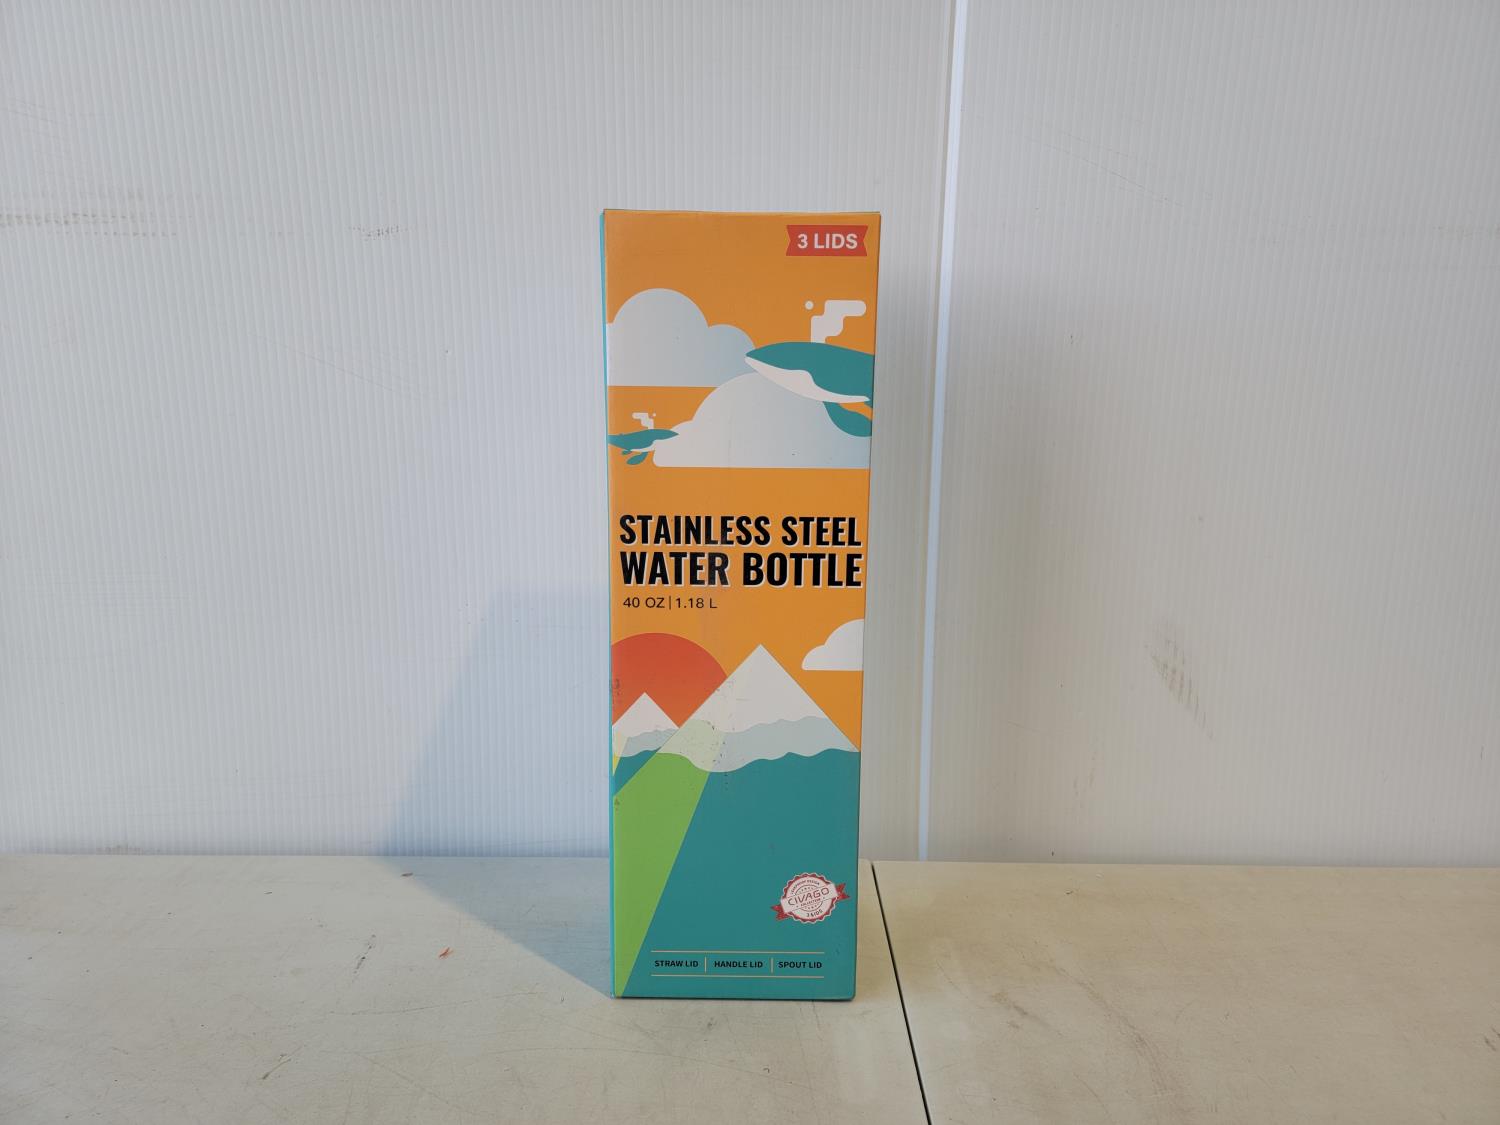 3 LIDS
STAINLESS STEEL
WATER BOTTLE
40 OZ | 1.18 L
CIVAGO
STRAW LID | HANDLE LID | SPOUT LID